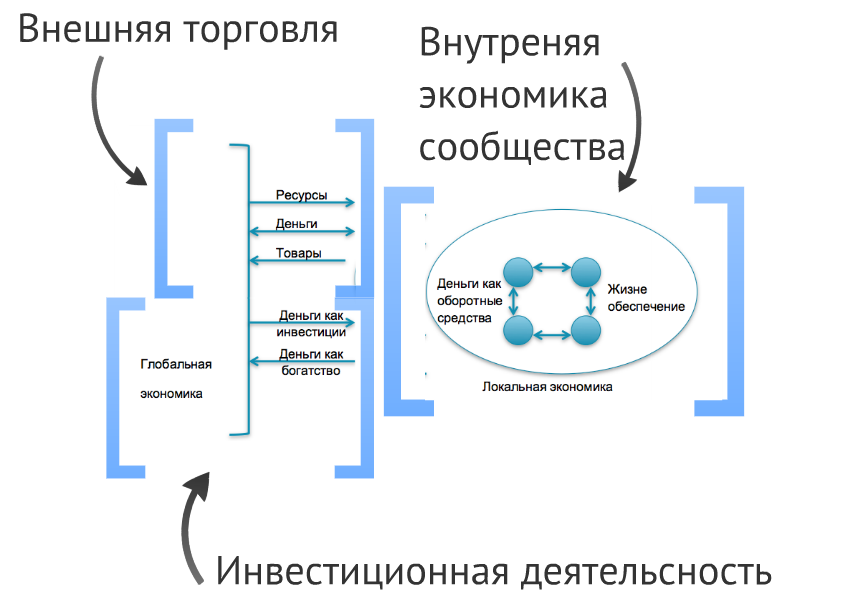 Внешняя торговля
Внутреняя
экономика
сообщества
Ресурсы
Деньги
Товары
Деньги как
инвестиции
Деньги как
богатство
Глобальная
экономика
Деньги как
оборотные
средства
Жизне
обеспечение
Локальная экономика
Инвестиционная деятельсность